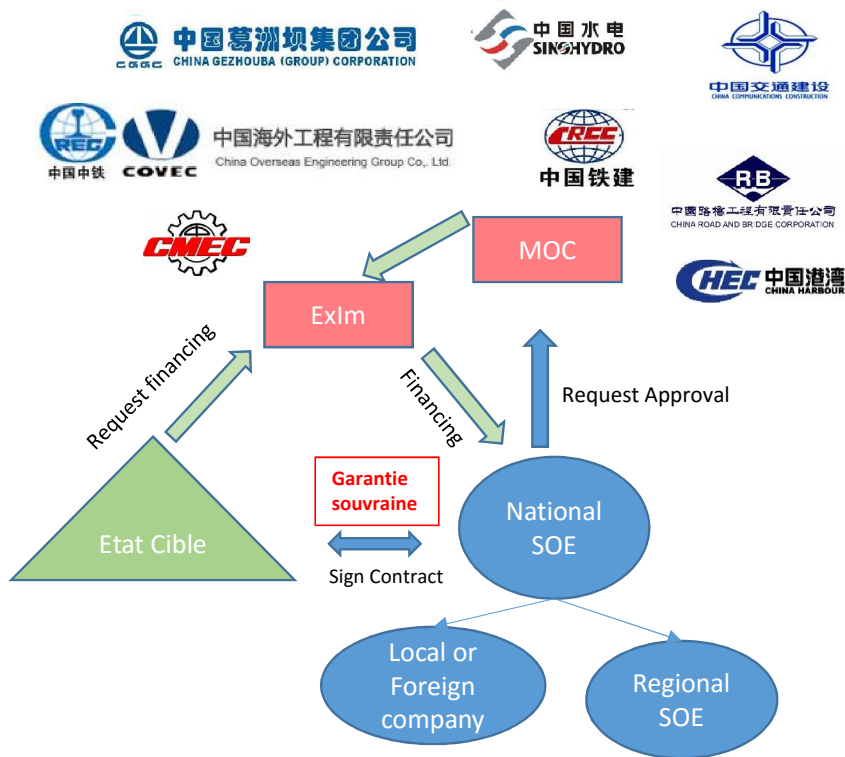 中国葛洲坝集团公司
CGGC
CHINA GEZHOUBA (GROUP) CORPORATION
中国水电
SINOHYDRO
中国交通建设
CHINA COMMUNICATIONS CONSTRUCTION
CREC
中国中铁
COVEC
中国海外工程有限责任公司
China Overseas Engineering Group Co,. Ltd.
CRCC
中国铁建
RB
中國路橋工程有限責任公司
CHINA ROAD AND BRIDGE CORPORATION
CMEC
CHEC
中国港湾
CHINA HARBOUR
MOC
ExIm
Request financing
Financing
Request Approval
Garantie
souvraine
Etat Cible
Sign Contract
National
SOE
Local or
Foreign
company
Regional
SOE